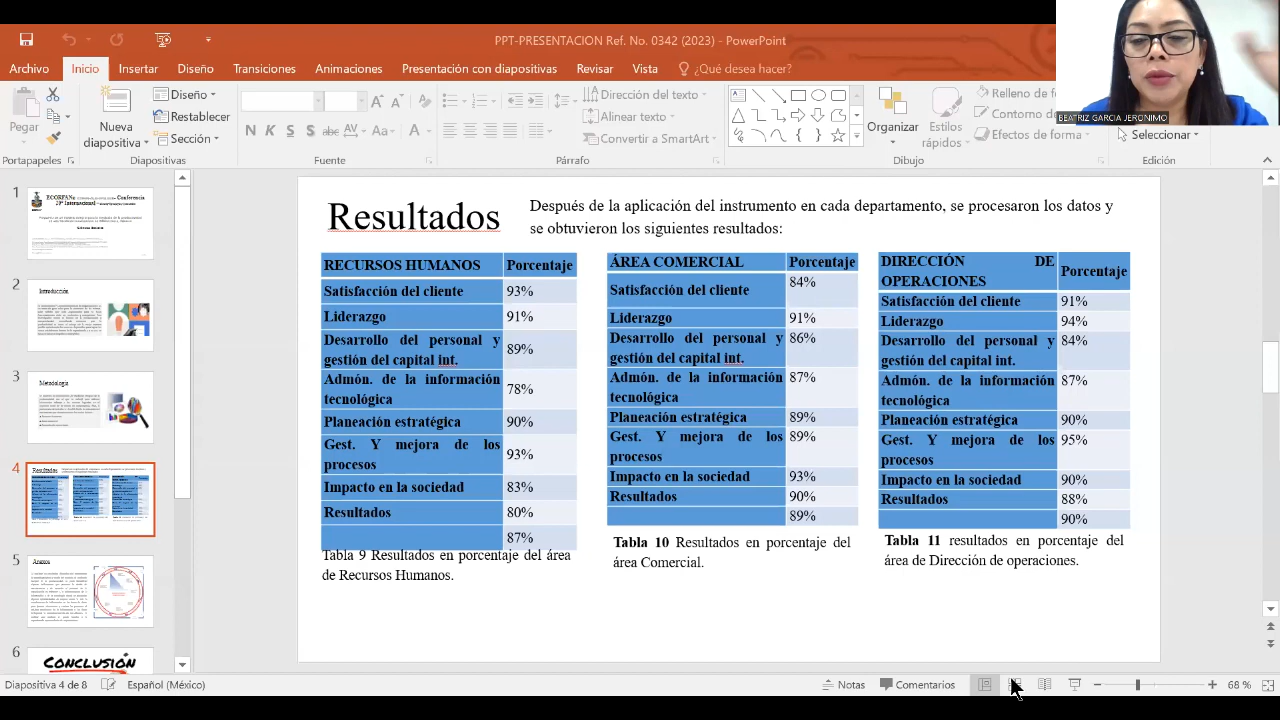 PPT-PRESENTACION Ref. No. 0342 (2023) - PowerPoint
Archivo
Inicio
Insertar
Diseño
Transiciones
Animaciones
Presentación con diapositivas
Revisar
Vista
¿Qué desea hacer?
BEATRIZ GARCIA JERONIMO
Pegar
Nueva
diapositiva
Diseño
Restablecer
Sección
N K S S abc AV Aa A
Dirección del texto
Alinear texto
Convertir a SmartArt
Organizar
Estilos
rápidos
Relleno de
Contorno d
Efectos de forma
Seleccionar
Portapapeles
Diapositivas
Fuente
Párrafo
Dibujo
Edición
1
ECORFAN®
Conferencia
Internacional
2
Introducción
3
Metodología
4
Resultados
5
6
CONCLUSIÓN
Resultados
Después de la aplicación del instrumento a cada departamento, se procesaron los datos y
se obtuvieron los siguientes resultados:
RECURSOS HUMANOS Porcentaje
Satisfacción del cliente 93%
Liderazgo 91%
Desarrollo del personal y
gestión del capital int. 89%
Admón. de la información
tecnológica 78%
Planeación estratégica 90%
Gest. Y mejora de los
procesos 93%
Impacto en la sociedad 83%
Resultados 80%
87%
Tabla 9 Resultados en porcentaje del área
de Recursos Humanos.
ÁREA COMERCIAL Porcentaje
Satisfacción del cliente 84%
Liderazgo 91%
Desarrollo del personal y 86%
gestión del capital int.
Admón. de la información 87%
tecnológica
Planeación estratégica 89%
Gest. Y mejora de los 89%
procesos
Impacto en la sociedad 93%
Resultados 90%
89%
Tabla 10 Resultados en porcentaje del
área Comercial.
DIRECCIÓN DE
OPERACIONES Porcentaje
Satisfacción del cliente 91%
Liderazgo 94%
Desarrollo del personal y 84%
gestión del capital int.
Admón. de la información 87%
tecnológica
Planeación estratégica 90%
Gest. Y mejora de los 95%
procesos
Impacto en la sociedad 90%
Resultados 88%
90%
Tabla 11 resultados en porcentaje del
área de Dirección de operaciones.
Diapositiva 4 de 8
Español (México)
Notas
Comentarios
68 %